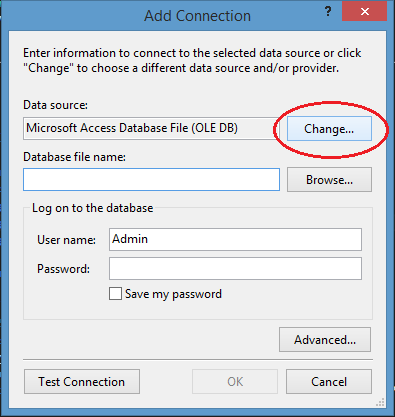 Add Connection
?
Enter information to connect to the selected data source or click
"Change" to choose a different data source and/or provider.
Data source:
Microsoft Access Database File (OLE DB)
Change...
Database file name:
Browse...
Log on to the database
User name:
Admin
Password:
Save my password
Advanced...
Test Connection
OK
Cancel